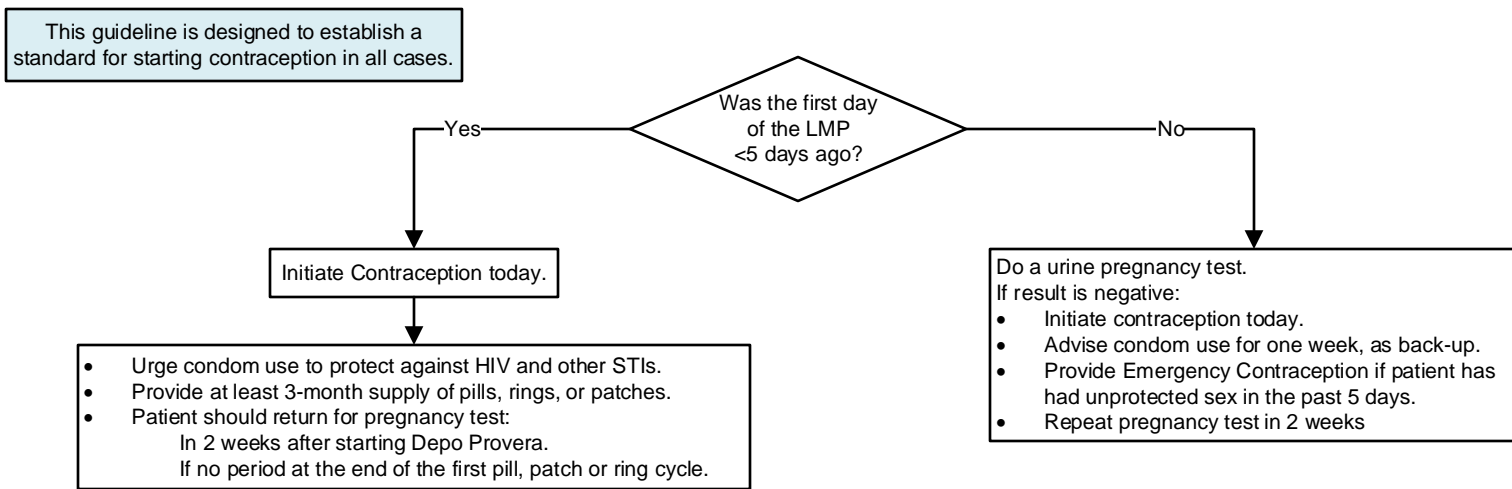 This guideline is designed to establish a
standard for starting contraception in all cases.
Was the first day
of the LMP
<5 days ago?
Yes
No
Initiate Contraception today.
• Urge condom use to protect against HIV and other STIs.
• Provide at least 3-month supply of pills, rings, or patches.
• Patient should return for pregnancy test:
In 2 weeks after starting Depo Provera.
If no period at the end of the first pill, patch or ring cycle.
Do a urine pregnancy test.
If result is negative:
• Initiate contraception today.
• Advise condom use for one week, as back-up.
• Provide Emergency Contraception if patient has
had unprotected sex in the past 5 days.
• Repeat pregnancy test in 2 weeks